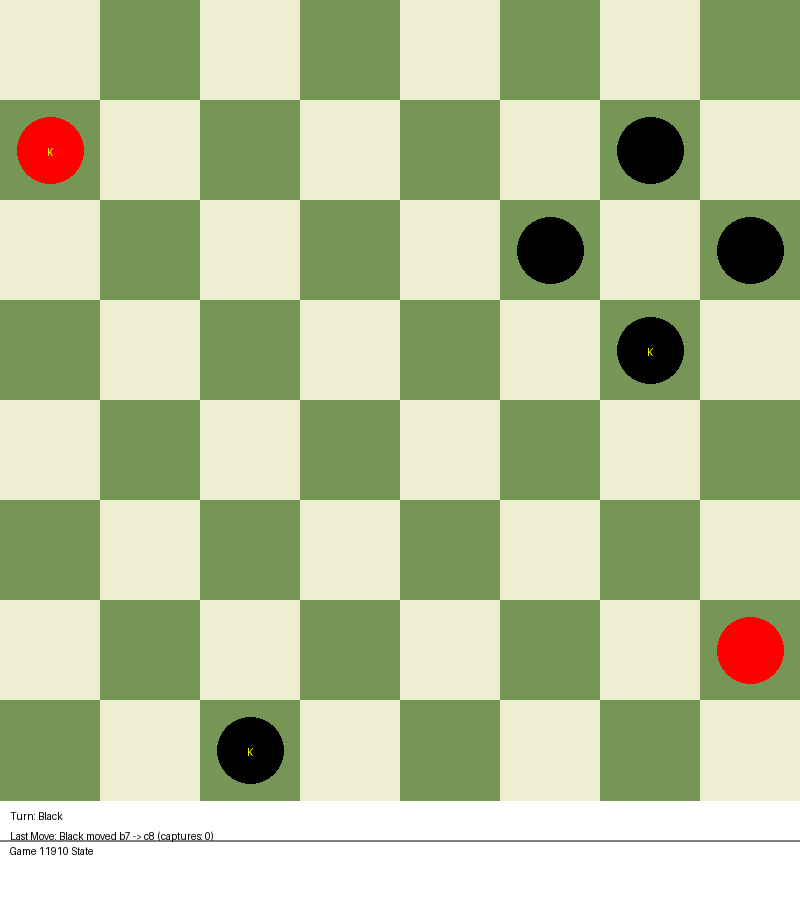 K
K
K
Turn: Black
Last Move: Black moved b7 -> c8 (captures: 0)
Game 11910 State